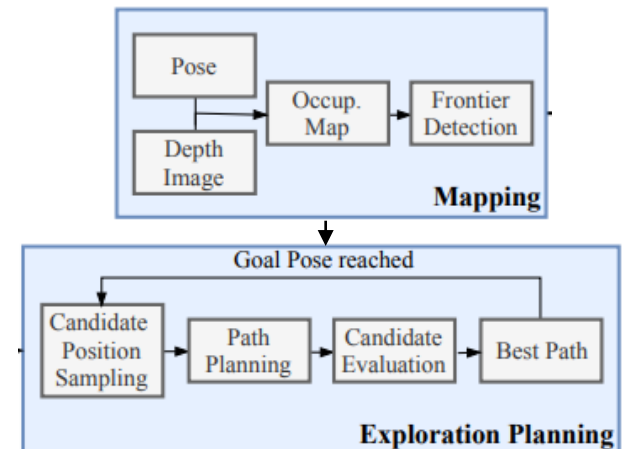 Pose
Depth
Image
Occup.
Map
Frontier
Detection
Mapping
Goal Pose reached
Candidate
Position
Sampling
Path
Planning
Candidate
Evaluation
Best Path
Exploration Planning